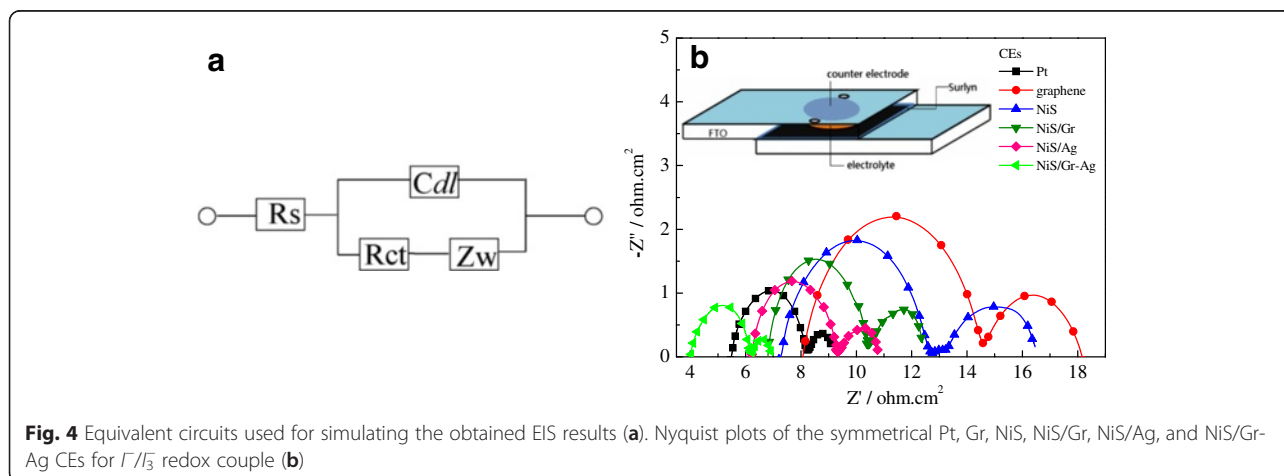 a
Rs
Cdl
Rct
Zw
b
-Z'' / ohm.cm²
5
4
3
2
1
0
4 6 8 10 12 14 16 18
Z' / ohm.cm²
counter electrode
Surlyn
FTO
electrolyte
CEs
Pt
graphene
NiS
NiS/Gr
NiS/Ag
NiS/Gr-Ag
Fig. 4 Equivalent circuits used for simulating the obtained EIS results (a). Nyquist plots of the symmetrical Pt, Gr, NiS, NiS/Gr, NiS/Ag, and NiS/Gr-
Ag CEs for I⁻/I₃⁻ redox couple (b)